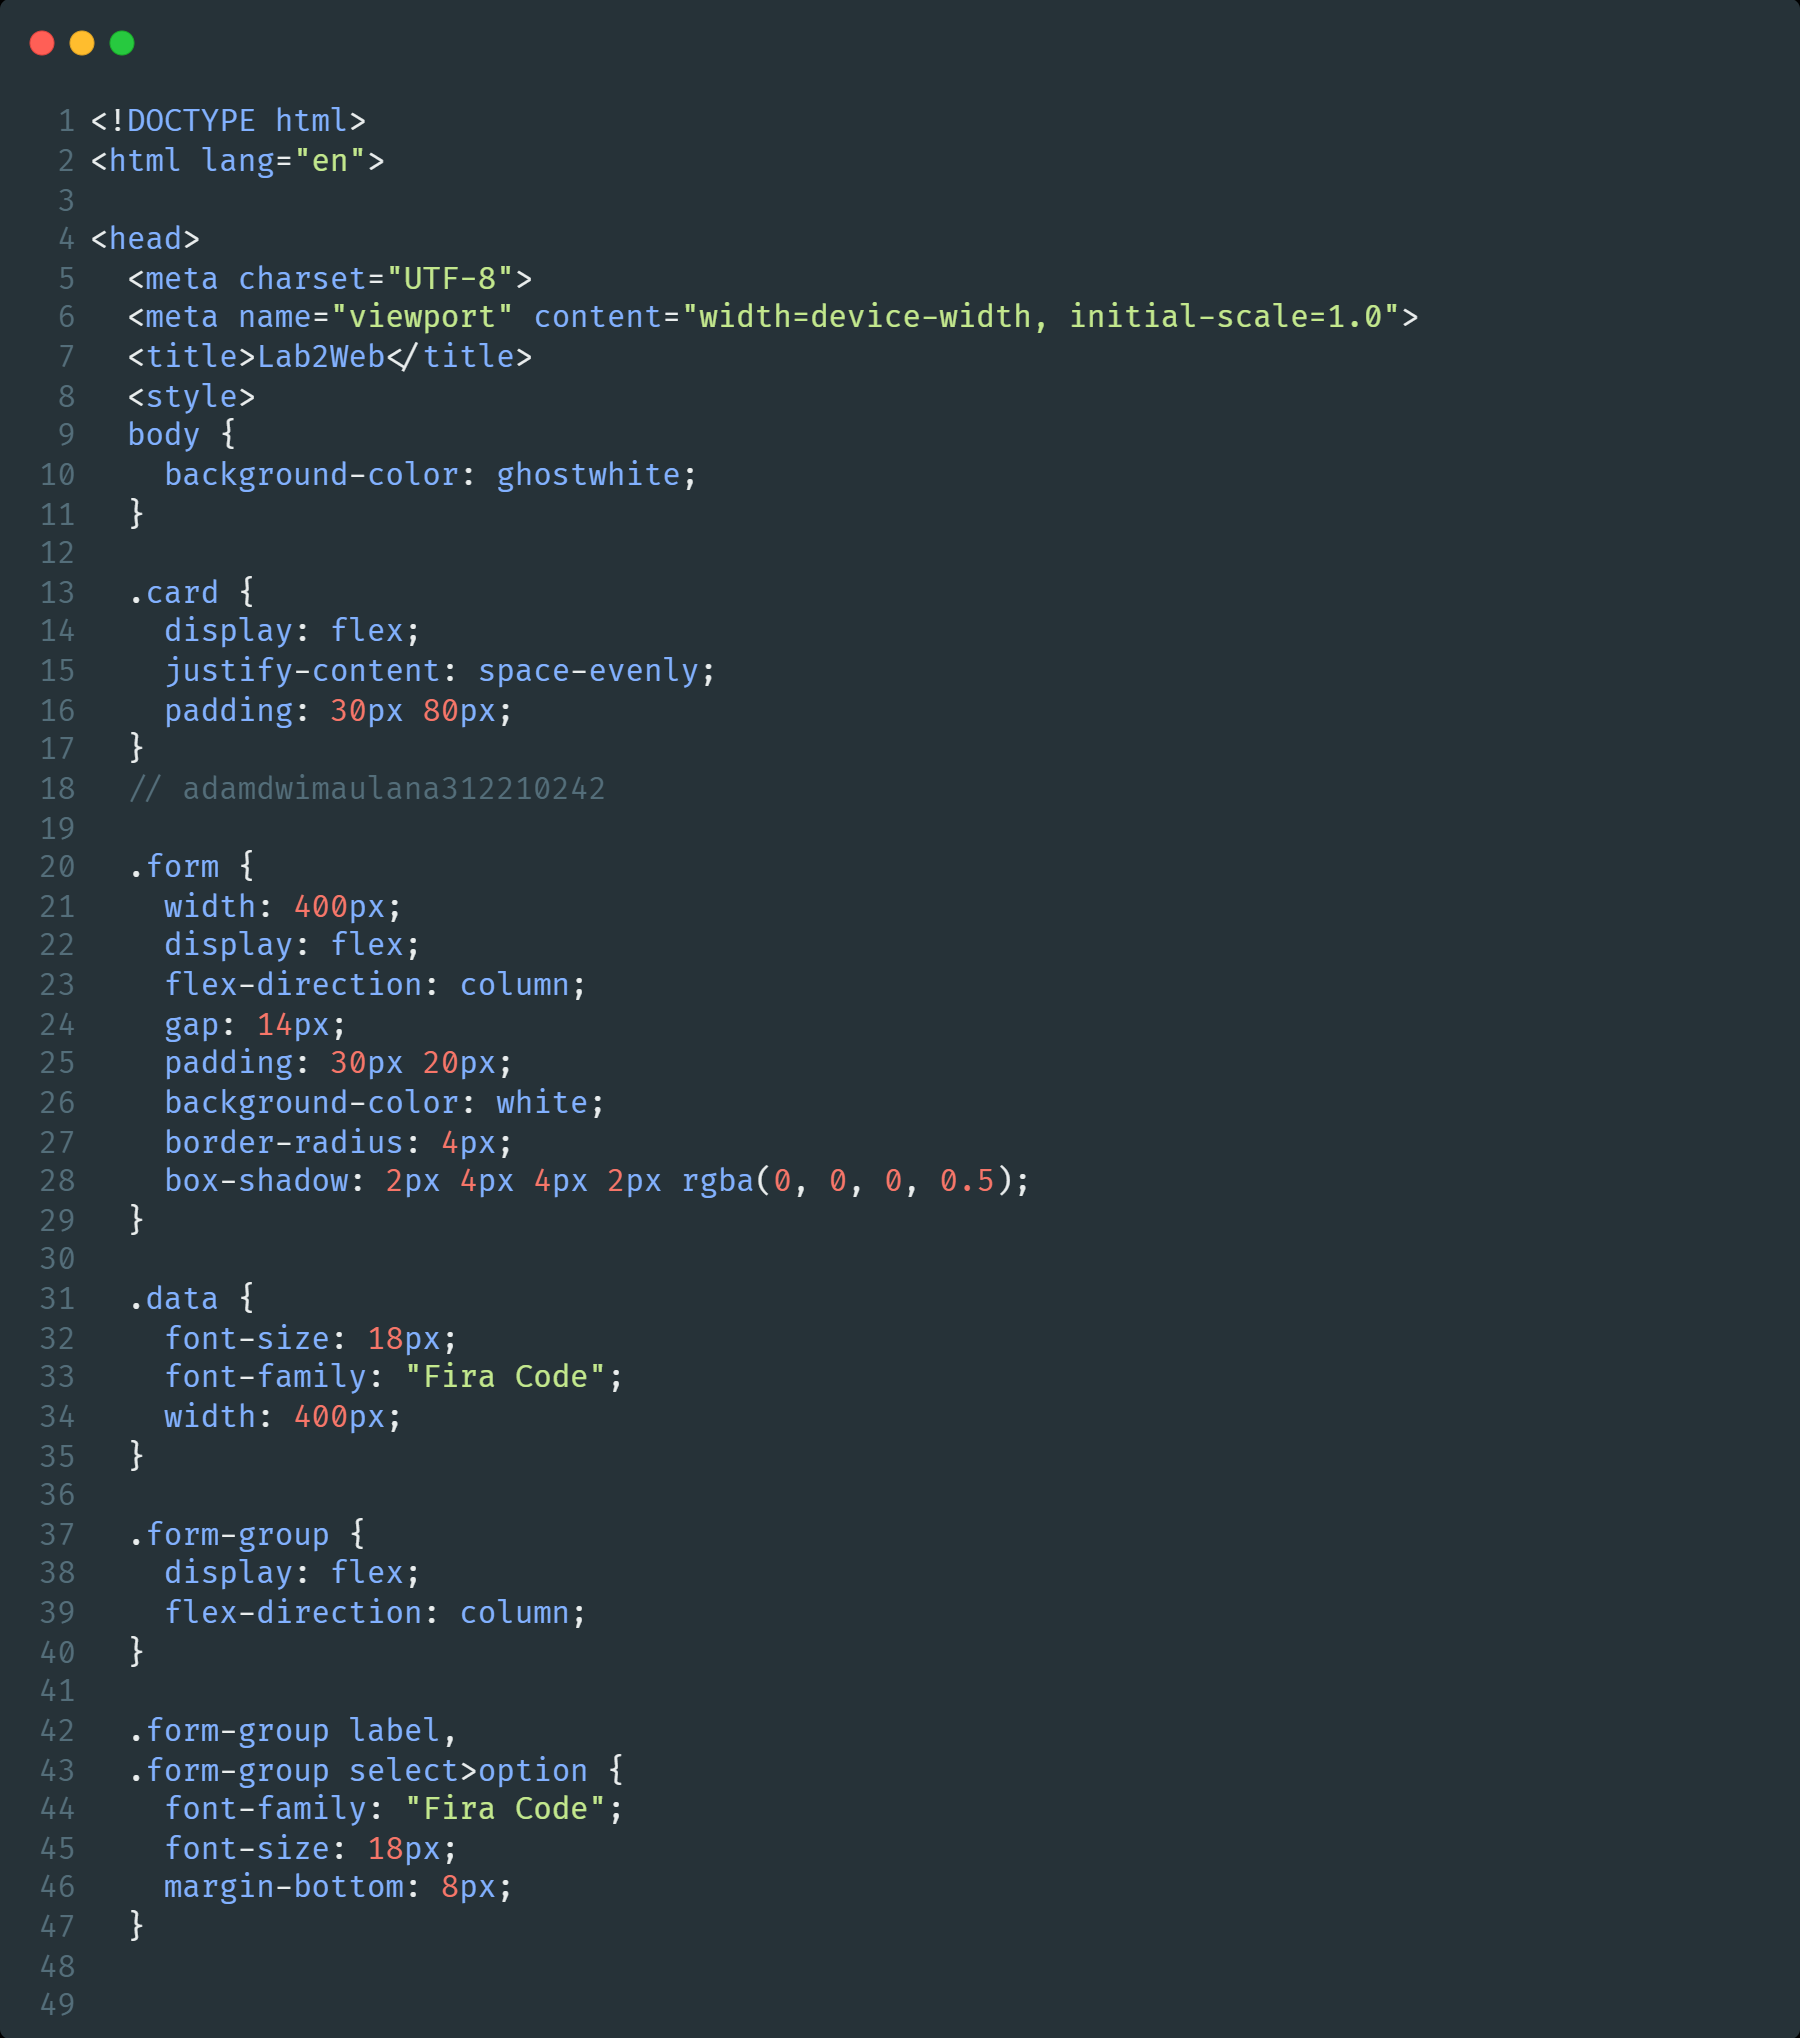 1 <!DOCTYPE html>
2 <html lang="en">
3
4 <head>
5   <meta charset="UTF-8">
6   <meta name="viewport" content="width=device-width, initial-scale=1.0">
7   <title>Lab2Web</title>
8   <style>
9   body {
10     background-color: ghostwhite;
11   }
12
13   .card {
14     display: flex;
15     justify-content: space-evenly;
16     padding: 30px 80px;
17   }
18   // adamdwimaulana312210242
19
20   .form {
21     width: 400px;
22     display: flex;
23     flex-direction: column;
24     gap: 14px;
25     padding: 30px 20px;
26     background-color: white;
27     border-radius: 4px;
28     box-shadow: 2px 4px 4px 2px rgba(0, 0, 0, 0.5);
29   }
30
31   .data {
32     font-size: 18px;
33     font-family: "Fira Code";
34     width: 400px;
35   }
36
37   .form-group {
38     display: flex;
39     flex-direction: column;
40   }
41
42   .form-group label,
43   .form-group select>option {
44     font-family: "Fira Code";
45     font-size: 18px;
46     margin-bottom: 8px;
47   }
48
49